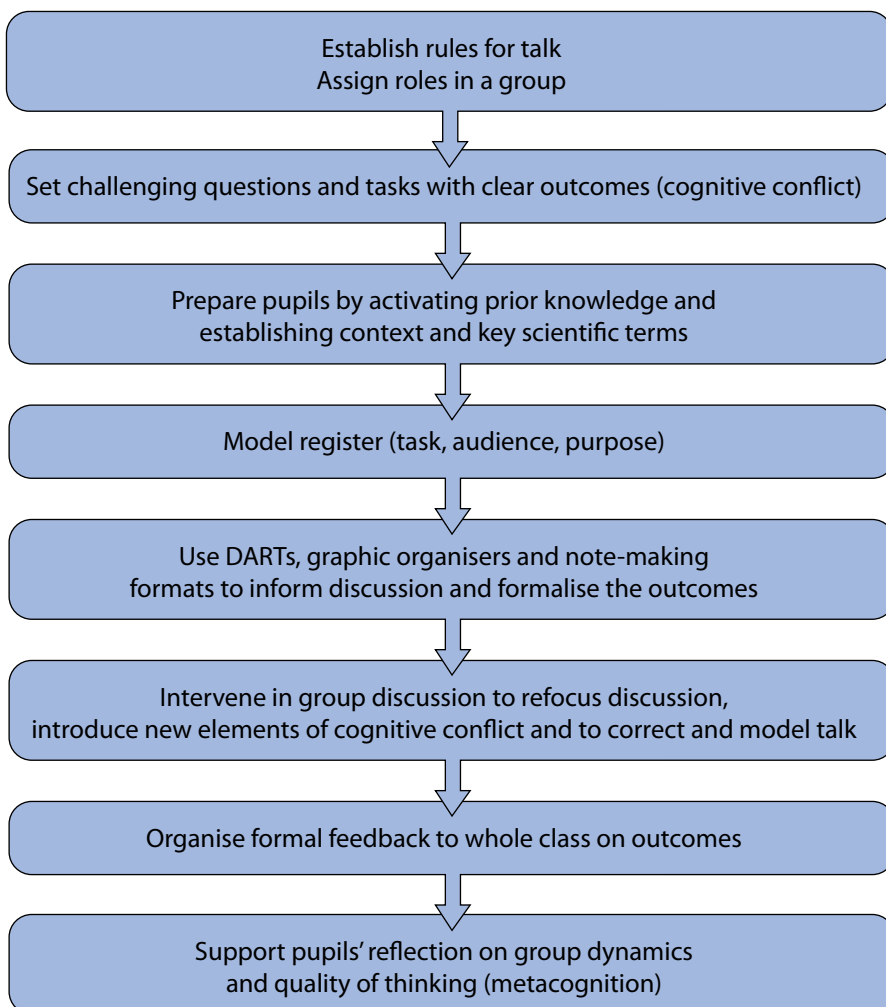 Establish rules for talk
Assign roles in a group
Set challenging questions and tasks with clear outcomes (cognitive conflict)
Prepare pupils by activating prior knowledge and
establishing context and key scientific terms
Model register (task, audience, purpose)
Use DARTs, graphic organisers and note-making
formats to inform discussion and formalise the outcomes
Intervene in group discussion to refocus discussion,
introduce new elements of cognitive conflict and to correct and model talk
Organise formal feedback to whole class on outcomes
Support pupils’ reflection on group dynamics
and quality of thinking (metacognition)